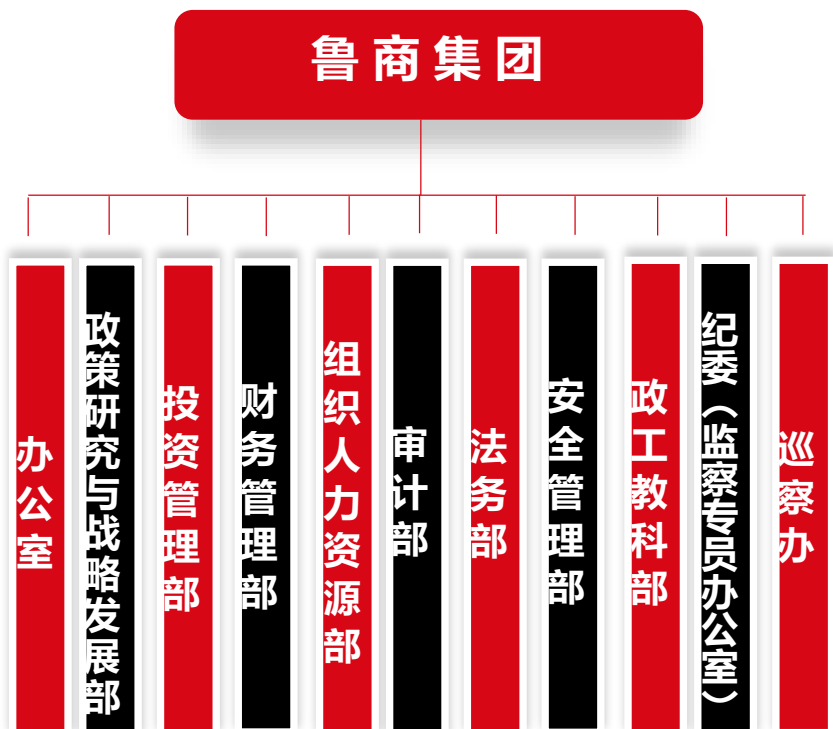 鲁商集团
办公室
政策研究与战略发展部
投资管理部
财务管理部
组织人力资源部
审计部
法务部
安全管理部
政工教科部
纪委（监察专员办公室）
巡察办